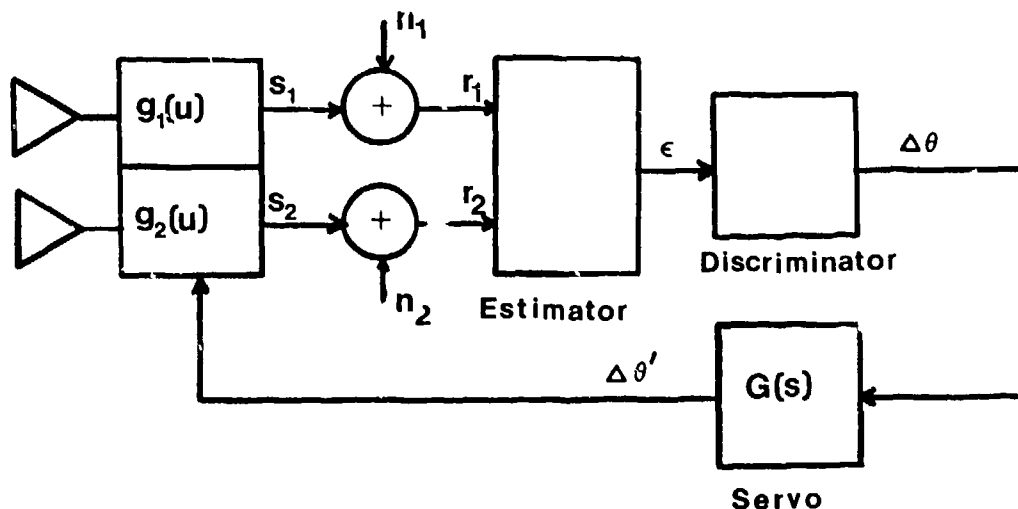 n₁
g₁(u)
s₁
+
r₁
ϵ
Δθ
g₂(u)
s₂
+
r₂
Discriminator
n₂
Estimator
Δθ′
G(s)
Servo